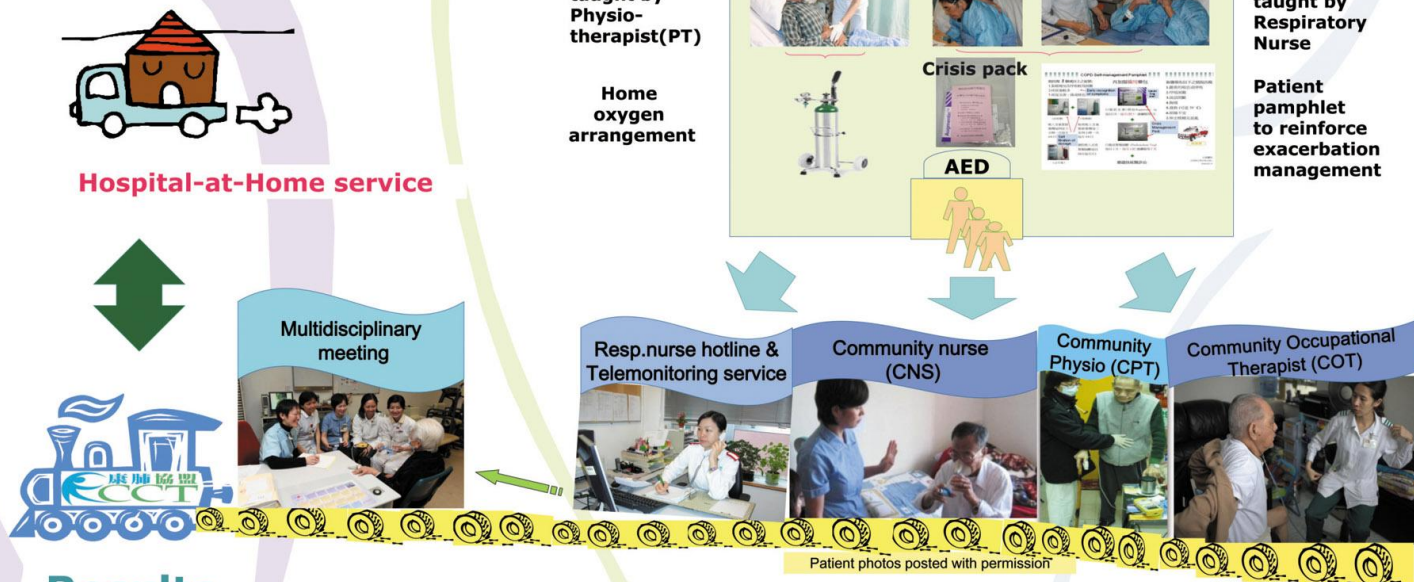 taught by
Physio-
therapist(PT)
Home
oxygen
arrangement
Crisis pack
AED
taught by
Respiratory
Nurse
Patient
pamphlet
to reinforce
exacerbation
management
Hospital-at-Home service
Multidisciplinary
meeting
Resp.nurse hotline &
Telemonitoring service
Community nurse
(CNS)
Community
Physio (CPT)
Community Occupational
Therapist (COT)
康肺協盟
CCT
Patient photos posted with permission